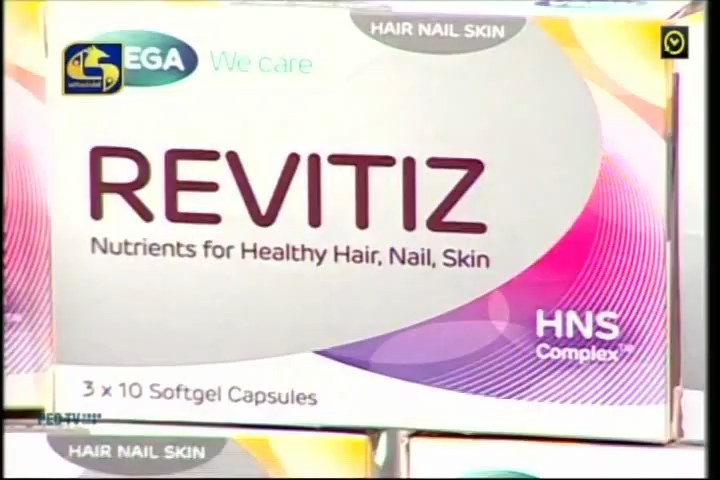 HAIR NAIL SKIN
EGA We care
REVITIZ
Nutrients for Healthy Hair, Nail, Skin
HNS
Complex™
3 x 10 Softgel Capsules
HAIR NAIL SKIN